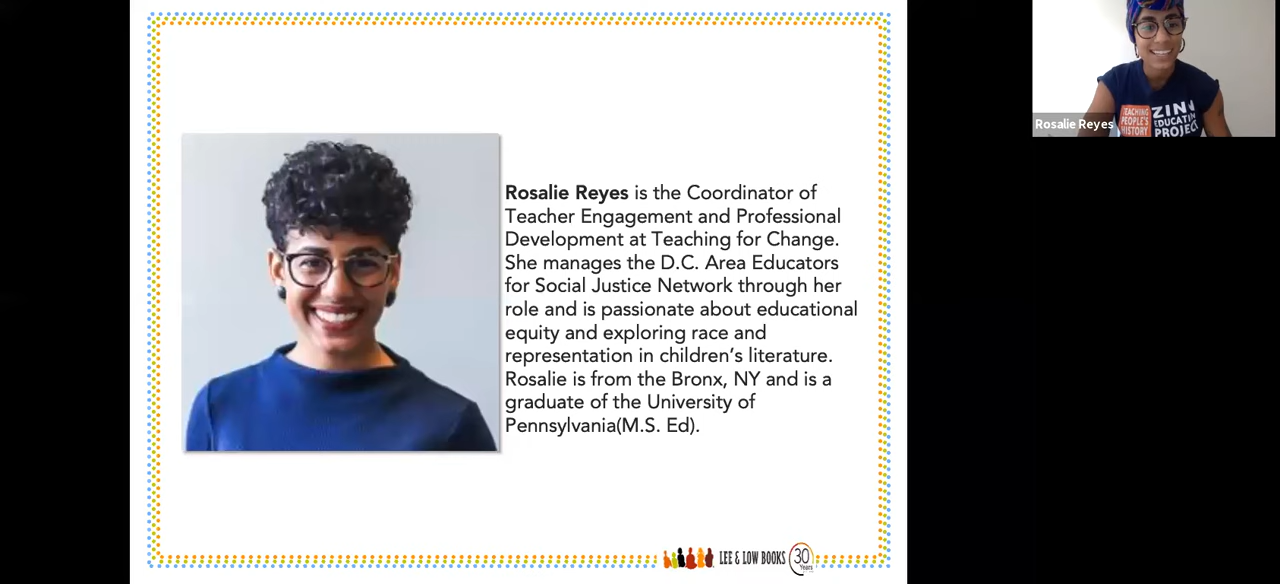 Rosalie Reyes is the Coordinator of
Teacher Engagement and Professional
Development at Teaching for Change.
She manages the D.C. Area Educators
for Social Justice Network through her
role and is passionate about educational
equity and exploring race and
representation in children's literature.
Rosalie is from the Bronx, NY and is a
graduate of the University of
Pennsylvania(M.S. Ed).
LEE & LOW BOOKS
30
Years
TEACHING
PEOPLE'S
HISTORY
ZINN
EDUCATION
PROJECT
Rosalie Reyes